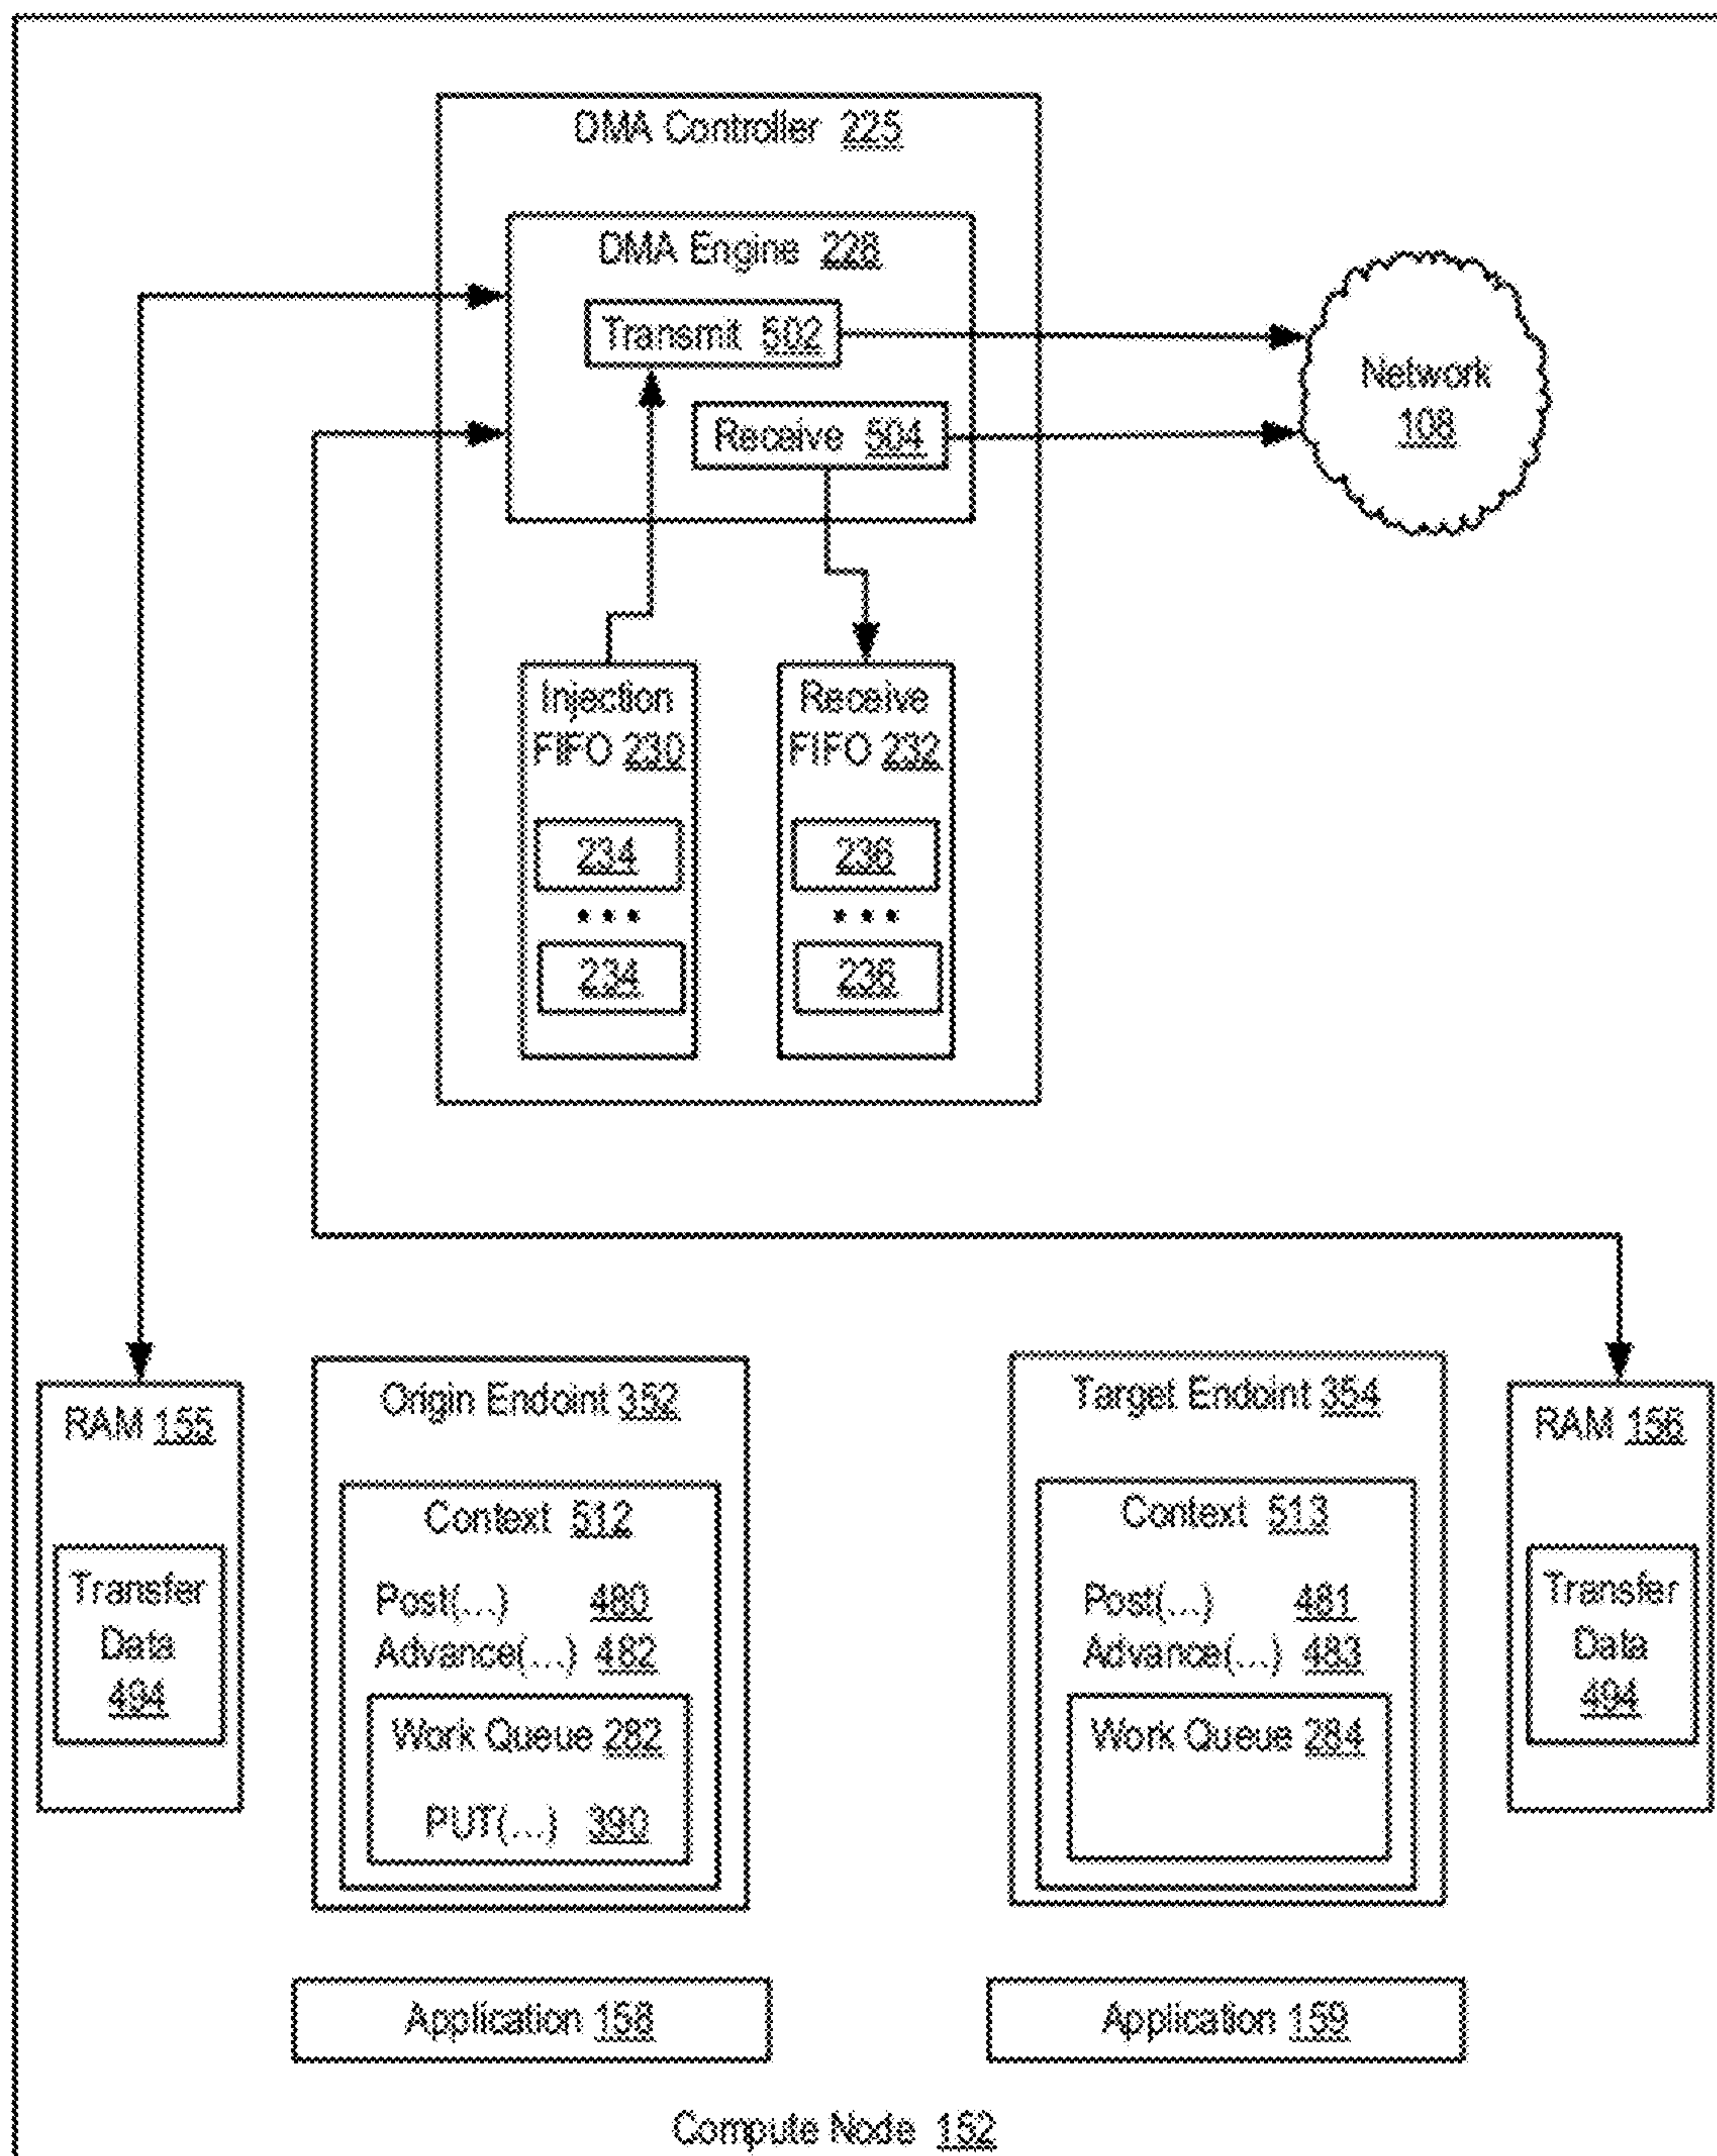 DMA Controller 225
DMA Engine 228
Transmit 502
Receive 504
Network
108
Injection
FIFO 230
234
• • •
234
Receive
FIFO 232
236
• • •
236
RAM 155
Transfer
Data
494
Origin Endoint 352
Context 512
Post(...) 480
Advance(...) 482
Work Queue 282
PUT(...) 390
Target Endoint 354
Context 513
Post(...) 481
Advance(...) 483
Work Queue 284
RAM 156
Transfer
Data
494
Application 158
Application 159
Compute Node 152